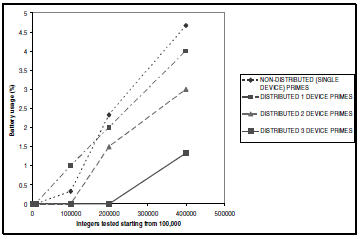 5
4.5
4
3.5
3
2.5
2
1.5
1
0.5
0
Battery usage (%)
0
100000
200000
300000
400000
500000
Integers tested starting from 100,000
NON-DISTRIBUTED (SINGLE
DEVICE) PRIMES
DISTRIBUTED 1 DEVICE PRIMES
DISTRIBUTED 2 DEVICE PRIMES
DISTRIBUTED 3 DEVICE PRIMES